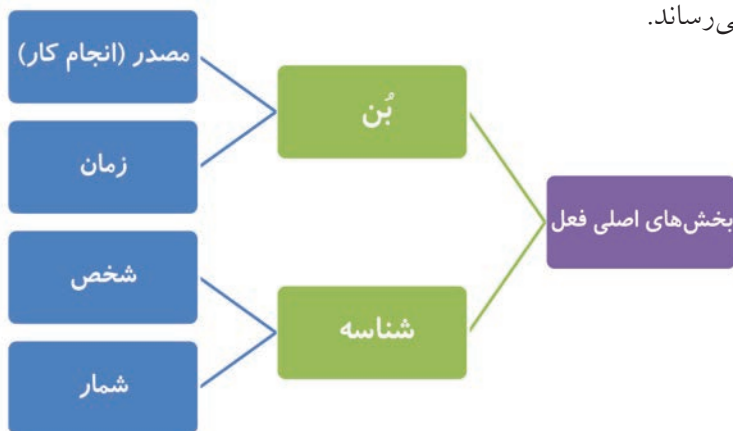 ی‌رساند.
بخش‌های اصلی فعل
بُن
مصدر (انجام کار)
زمان
شناسه
شخص
شمار